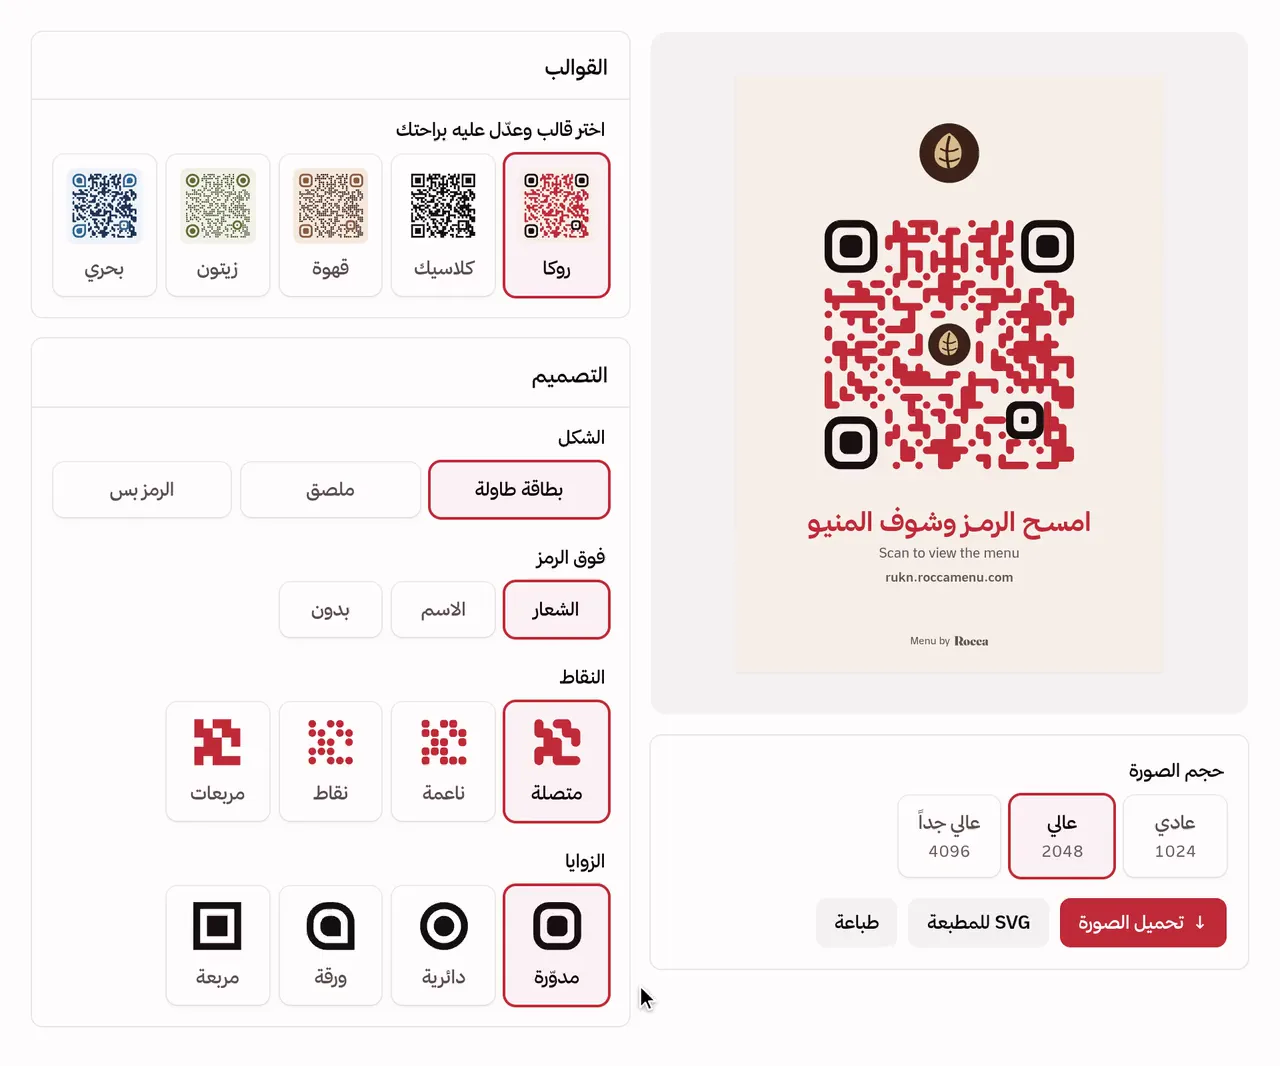 القوالب
اختر قالب وعدّل عليه براحتك
روكا
كلاسيك
قهوة
زيتون
بحري
التصميم
الشكل
بطاقة طاولة
ملصق
الرمز بس
فوق الرمز
الشعار
الاسم
بدون
النقاط
متصلة
ناعمة
نقاط
مربعات
الزوايا
مدوّرة
دائرية
ورقة
مربعة
امسح الرمز وشوف المنيو
Scan to view the menu
rukn.roccamenu.com
Menu by Rocca
حجم الصورة
عادي
1024
عالي
2048
عالي جداً
4096
↓ تحميل الصورة
SVG للمطبعة
طباعة